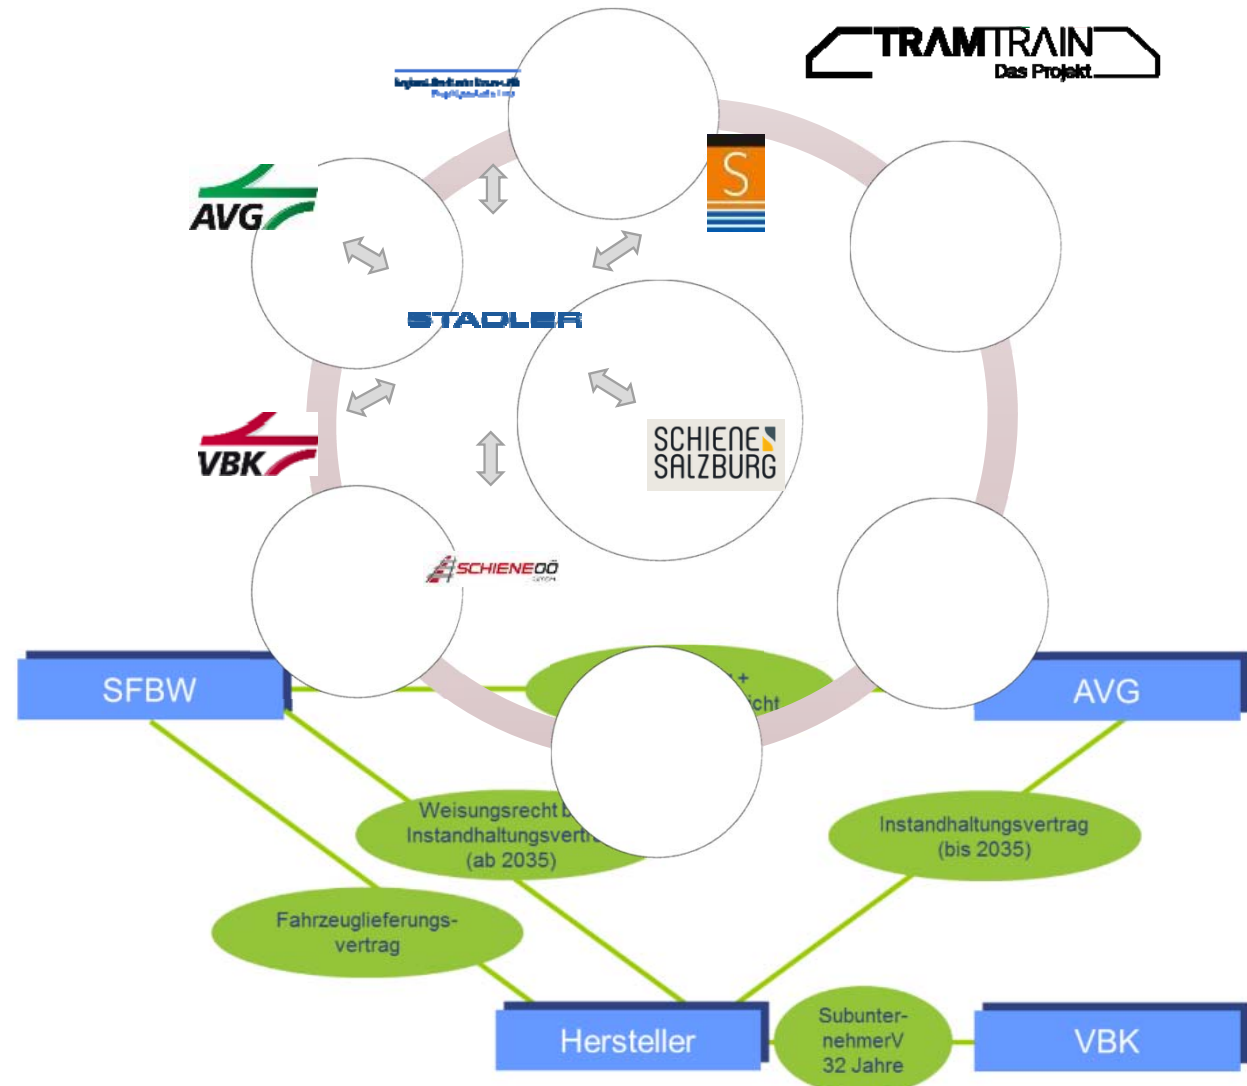 TRAMTRAIN
Das Projekt
S
AVG
STADLER
VBK
SCHIENE
SALZBURG
SCHIENEOÖ
GMBH
SFBW
+
AVG
Weisungsrecht
(ab 2035)
Instandhaltungsvertrag
(bis 2035)
Fahrzeuglieferungs-
vertrag
Hersteller
Subunter-
nehmerV
32 Jahre
VBK